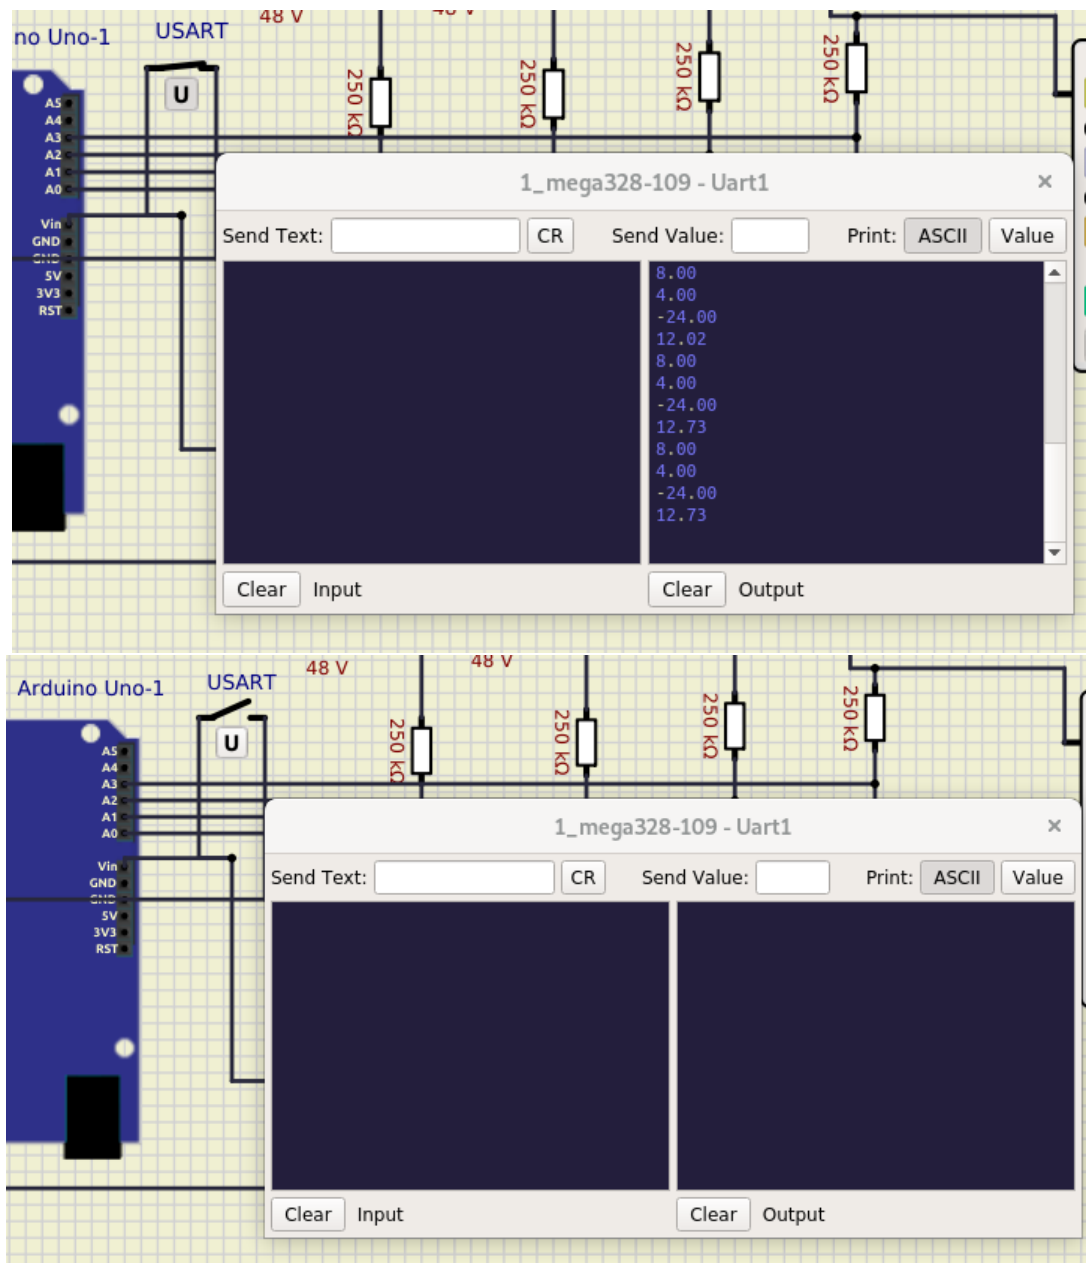 48 V
48 V
no Uno-1
USART
U
250 kΩ
250 kΩ
250 kΩ
250 kΩ
A5
A4
A3
A2
A1
A0
Vin
GND
GND
5V
3V3
RST
1_mega328-109 - Uart1
×
Send Text:
CR
Send Value:
Print:
ASCII
Value
8.00
4.00
-24.00
12.02
8.00
4.00
-24.00
12.73
8.00
4.00
-24.00
12.73
Clear
Input
Clear
Output
48 V
48 V
Arduino Uno-1
USART
U
250 kΩ
250 kΩ
250 kΩ
250 kΩ
A5
A4
A3
A2
A1
A0
Vin
GND
GND
5V
3V3
RST
1_mega328-109 - Uart1
×
Send Text:
CR
Send Value:
Print:
ASCII
Value
Clear
Input
Clear
Output